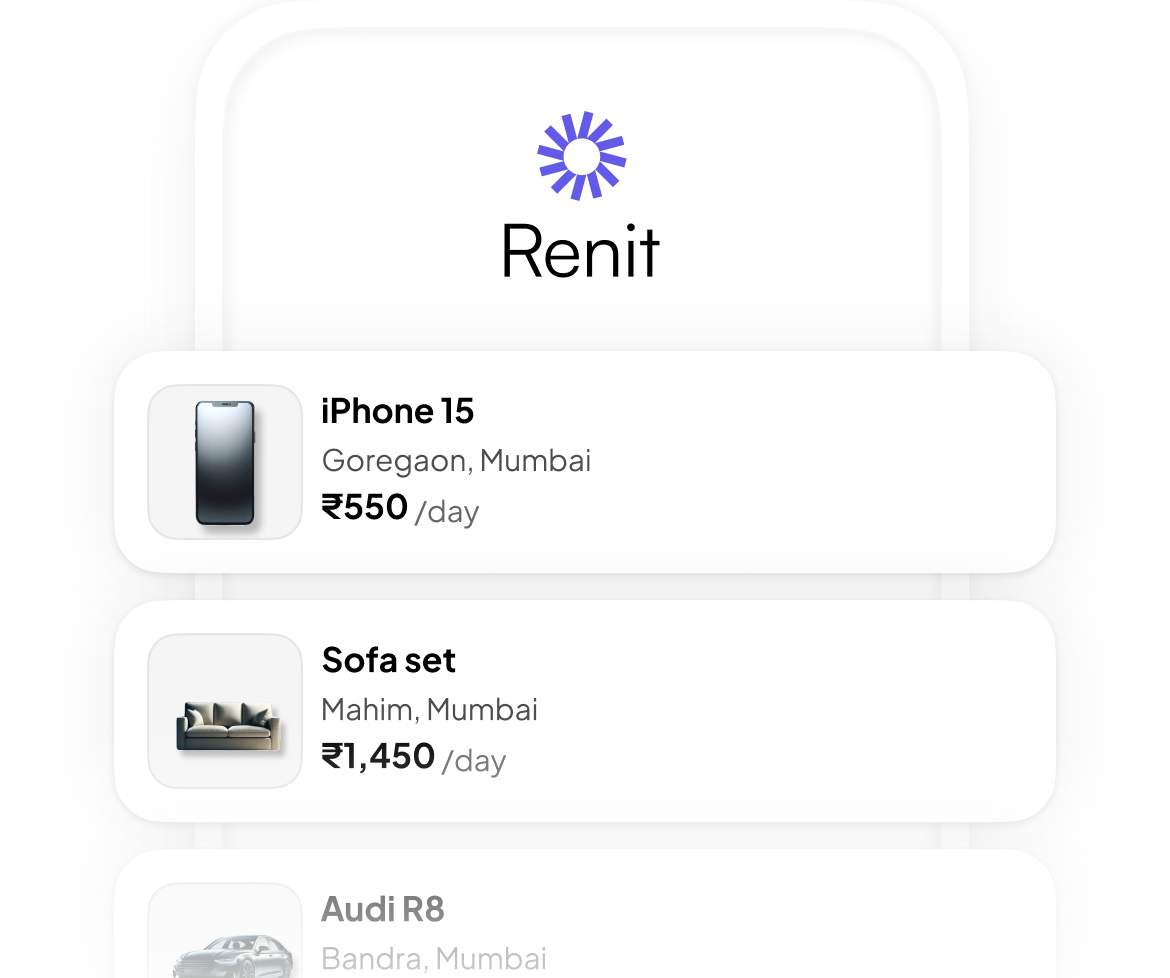 Renit
iPhone 15
Goregaon, Mumbai
₹550 /day
Sofa set
Mahim, Mumbai
₹1,450 /day
Audi R8
Bandra, Mumbai